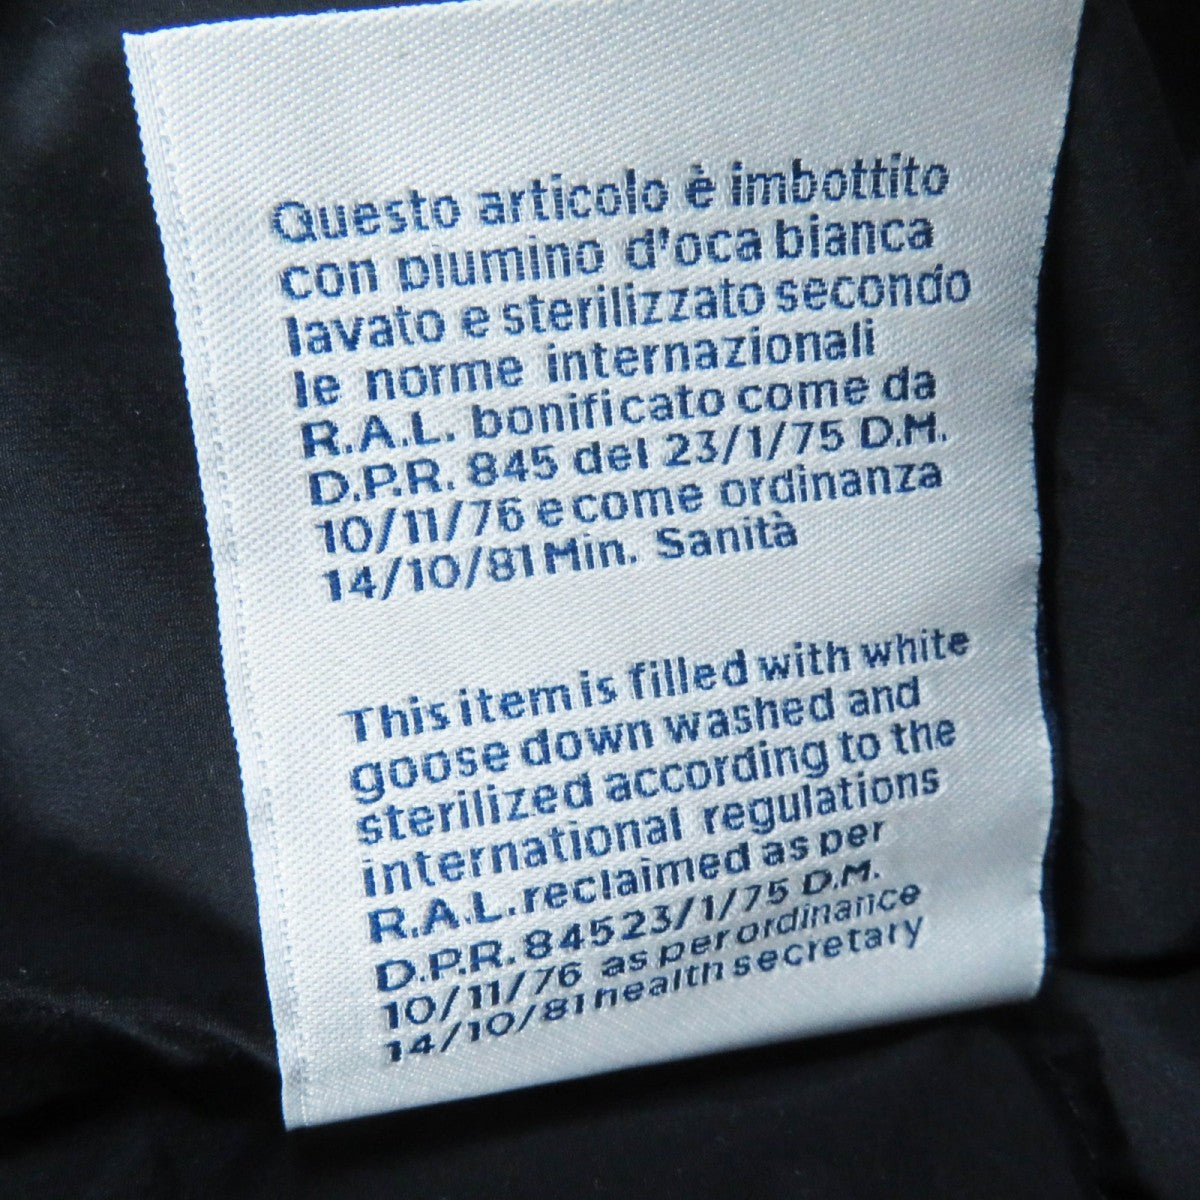 Questo articolo è imbottito
con piumino d'oca bianca
lavato e sterilizzato secondo
le norme internazionali
R.A.L. bonificato come da
D.P.R. 845 del 23/1/75 D.M.
10/11/76 e come ordinanza
14/10/81 Min. Sanità
This item is filled with white
goose down washed and
sterilized according to the
international regulations
R.A.L. reclaimed as per
D.P.R. 845 23/1/75 D.M.
10/11/76 as per ordinance
14/10/81 health secretary